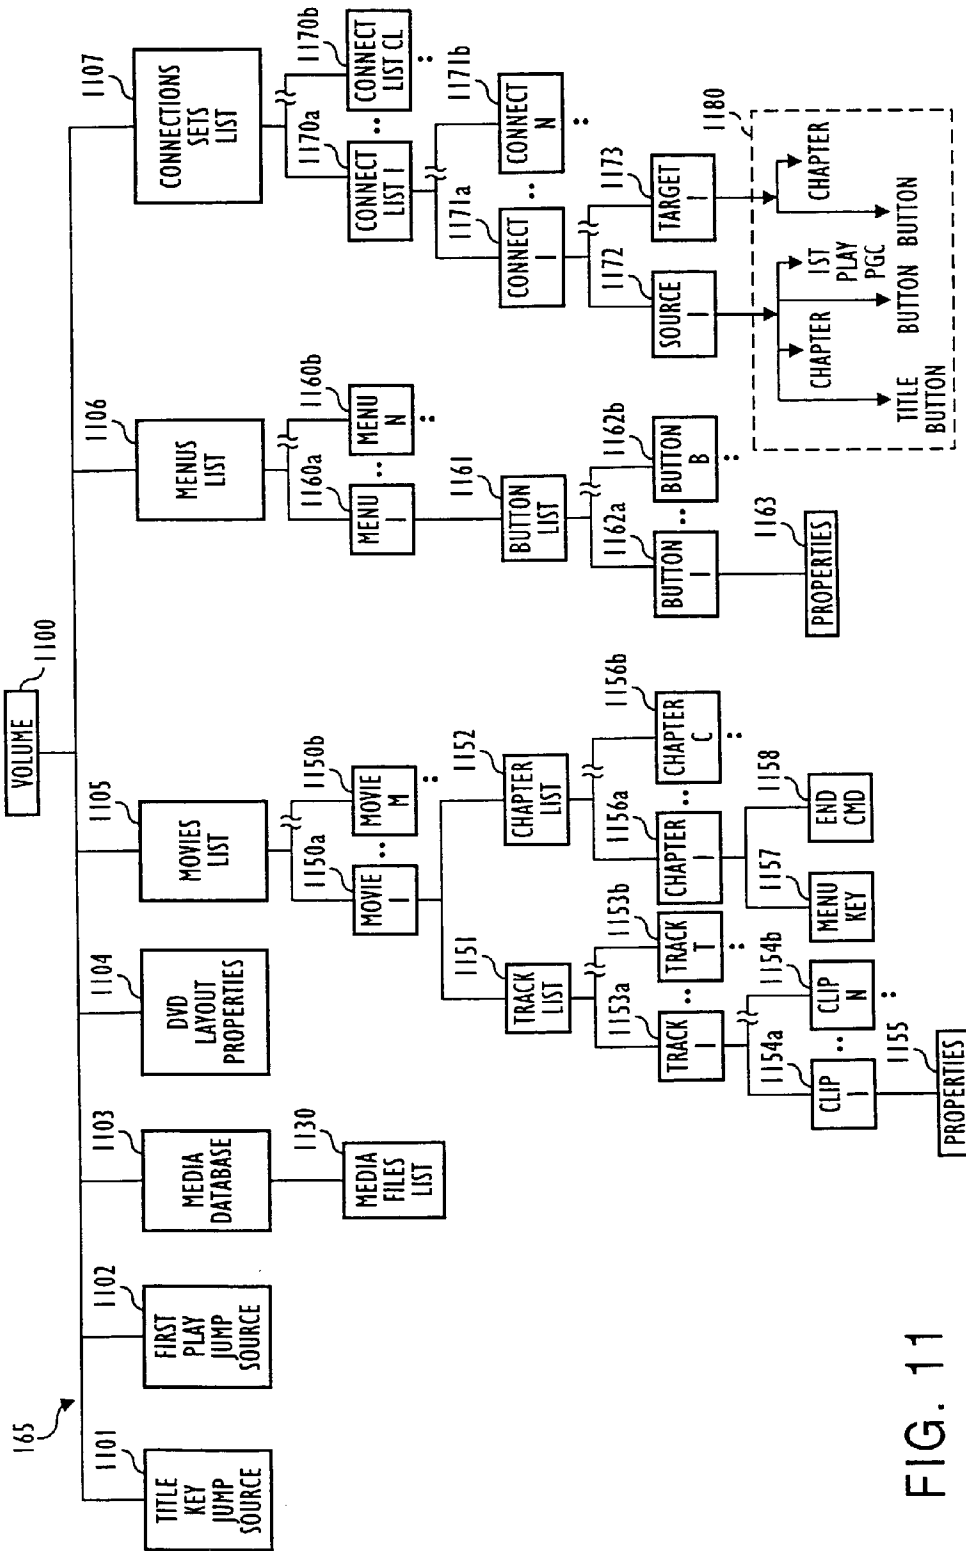 VOLUME
1100
165
1101
TITLE
KEY
JUMP
SOURCE
1102
FIRST
PLAY
JUMP
SOURCE
1103
MEDIA
DATABASE
1130
MEDIA
FILES
LIST
1104
DVD
LAYOUT
PROPERTIES
1105
MOVIES
LIST
1150a
1150b
MOVIE
1
..
MOVIE
M
:
1151
TRACK
LIST
1152
CHAPTER
LIST
1153a
1153b
TRACK
1
..
TRACK
T
:
1154a
1154b
CLIP
1
..
CLIP
N
:
1155
PROPERTIES
1156a
1156b
CHAPTER
1
..
CHAPTER
C
:
1157
MENU
KEY
1158
END
CMD
1106
MENUS
LIST
1160a
1160b
MENU
1
..
MENU
N
:
1161
BUTTON
LIST
1162a
1162b
BUTTON
1
..
BUTTON
B
:
1163
PROPERTIES
1107
CONNECTIONS
SETS
LIST
1170a
1170b
CONNECT
LIST 1
..
CONNECT
LIST CL
:
1171a
1171b
CONNECT
1
..
CONNECT
N
:
1172
SOURCE
1
1173
TARGET
1
1180
TITLE
BUTTON
CHAPTER
BUTTON
1ST
PLAY
PGC
BUTTON
CHAPTER
FIG. 11